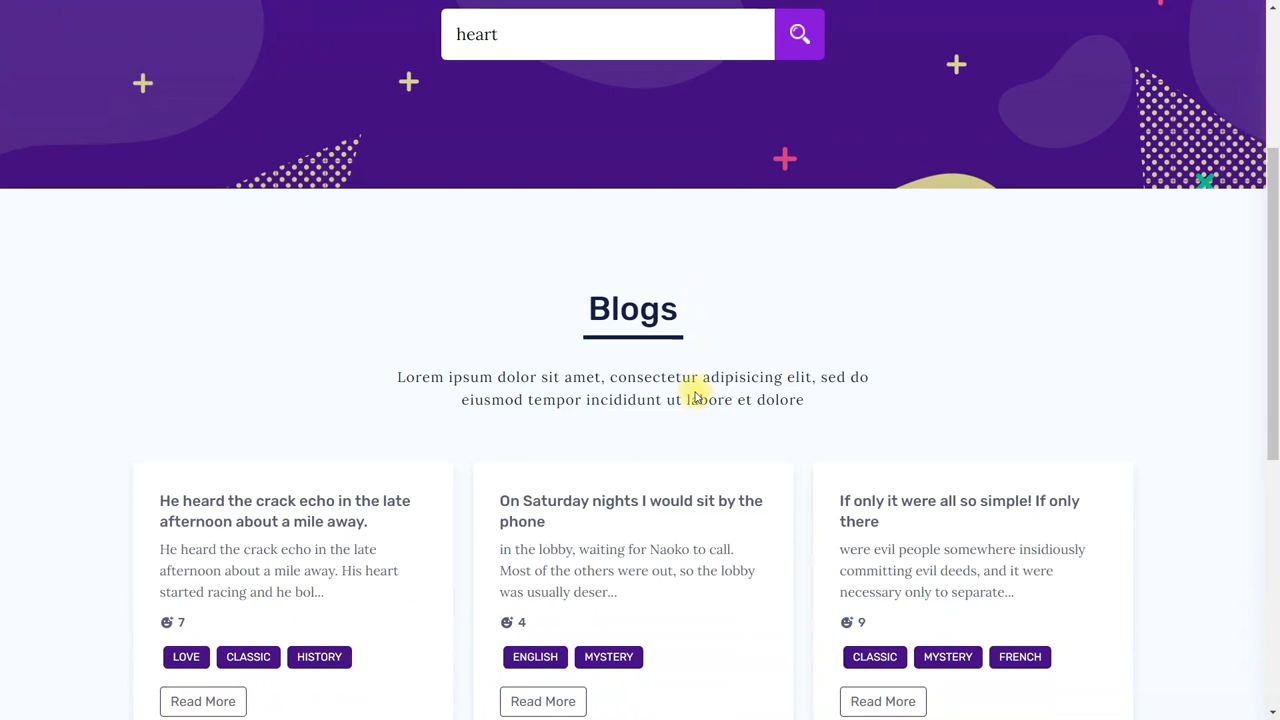 heart
Blogs
Lorem ipsum dolor sit amet, consectetur adipisicing elit, sed do
eiusmod tempor incididunt ut labore et dolore
He heard the crack echo in the late
afternoon about a mile away.
He heard the crack echo in the late
afternoon about a mile away. His heart
started racing and he bol...
7
LOVE CLASSIC HISTORY
Read More
On Saturday nights I would sit by the
phone
in the lobby, waiting for Naoko to call.
Most of the others were out, so the lobby
was usually deser...
4
ENGLISH MYSTERY
Read More
If only it were all so simple! If only
there
were evil people somewhere insidiously
committing evil deeds, and it were
necessary only to separate...
9
CLASSIC MYSTERY FRENCH
Read More